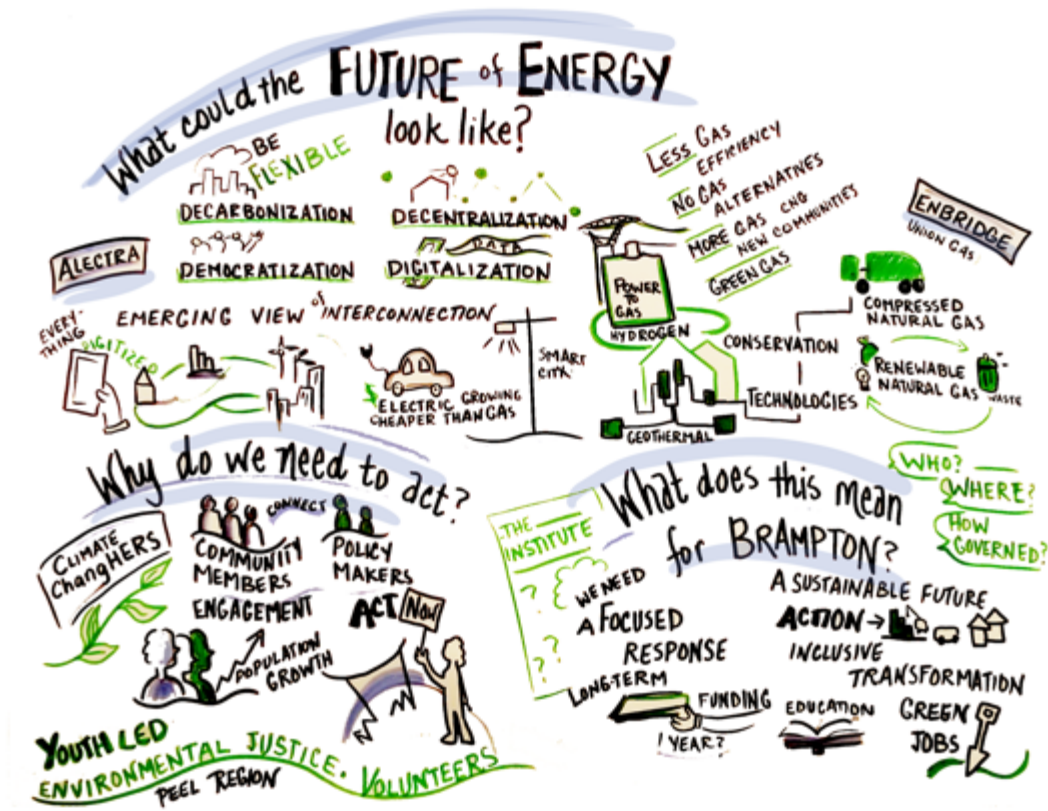 What could the FUTURE of ENERGY
look like?
BE
FLEXIBLE
DECARBONIZATION
DECENTRALIZATION
ALECTRA
DEMOCRATIZATION
DATA
DIGITALIZATION
LESS GAS
EFFICIENCY
NO GAS
ALTERNATIVES
MORE GAS CNG
NEW COMMUNITIES
GREEN GAS
ENBRIDGE
UNION GAS
EMERGING VIEW of INTERCONNECTION
EVERY-
THING
DIGITIZED
$
ELECTRIC GROWING
CHEAPER THAN GAS
SMART
CITY
POWER
TO
GAS
HYDROGEN
CONSERVATION
TECHNOLOGIES
GEOTHERMAL
COMPRESSED
NATURAL GAS
RENEWABLE
NATURAL GAS
WASTE
Why do we need to act?
CLIMATE
ChangHERS
CONNECT
COMMUNITY
MEMBERS
ENGAGEMENT
POLICY
MAKERS
ACT NOW
POPULATION
GROWTH
YOUTH LED
ENVIRONMENTAL JUSTICE. VOLUNTEERS
PEEL REGION
What does this mean
for BRAMPTON?
WHO?
WHERE?
HOW
GOVERNED?
THE
INSTITUTE
?
?
? ?
WE NEED
A FOCUSED
RESPONSE
LONG-TERM
FUNDING
1 YEAR?
A SUSTAINABLE FUTURE
ACTION →
INCLUSIVE
TRANSFORMATION
EDUCATION
GREEN
JOBS